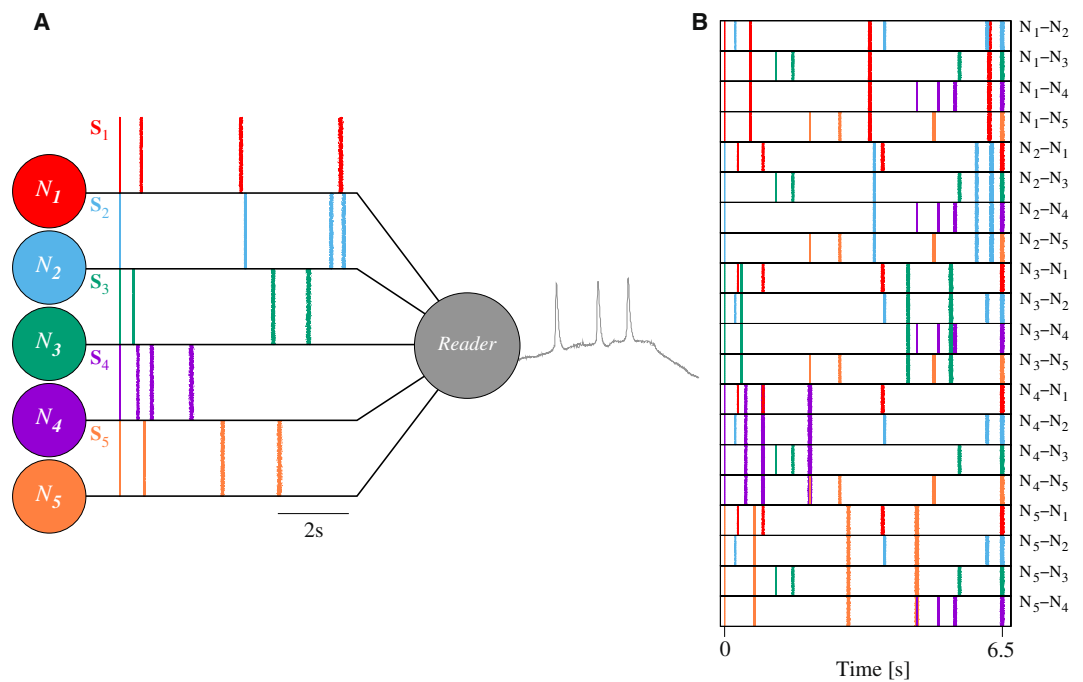 A
B
S1
N1
S2
N2
S3
N3
S4
N4
S5
N5
Reader
2s
N1–N2
N1–N3
N1–N4
N1–N5
N2–N1
N2–N3
N2–N4
N2–N5
N3–N1
N3–N2
N3–N4
N3–N5
N4–N1
N4–N2
N4–N3
N4–N5
N5–N1
N5–N2
N5–N3
N5–N4
0
6.5
Time [s]